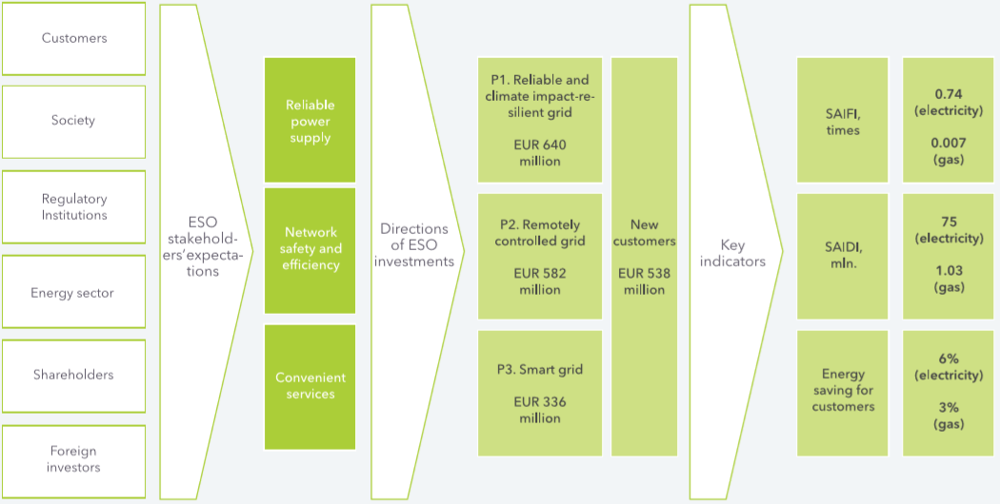 Customers
Society
Regulatory
Institutions
Energy sector
Shareholders
Foreign
investors
ESO
stakehold-
ers’expecta-
tions
Reliable
power
supply
Network
safety and
efficiency
Convenient
services
Directions
of ESO
investments
P1. Reliable and
climate impact-re-
silient grid
EUR 640
million
P2. Remotely
controlled grid
EUR 582
million
P3. Smart grid
EUR 336
million
New
customers
EUR 538
million
Key
indicators
SAIFI,
times
0.74
(electricity)
0.007
(gas)
SAIDI,
mln.
75
(electricity)
1.03
(gas)
Energy
saving for
customers
6%
(electricity)
3%
(gas)